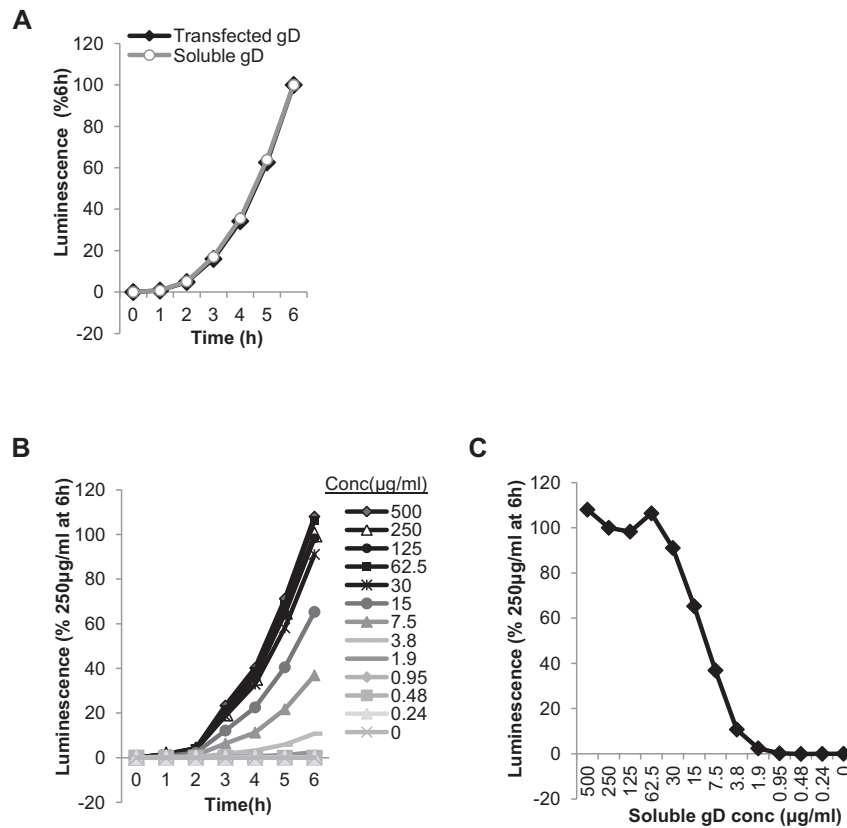 A
Transfected gD
Soluble gD
120
100
80
60
40
20
0
-20
Luminescence (%6h)
0 1 2 3 4 5 6
Time (h)
B
120
100
80
60
40
20
0
-20
Luminescence (% 250µg/ml at 6h)
0 1 2 3 4 5 6
Time(h)
Conc(µg/ml)
500
250
125
62.5
30
15
7.5
3.8
1.9
0.95
0.48
0.24
0
C
120
100
80
60
40
20
0
-20
Luminescence (% 250µg/ml at 6h)
500 250 125 62.5 30 15 7.5 3.8 1.9 0.95 0.48 0.24 0
Soluble gD conc (µg/ml)